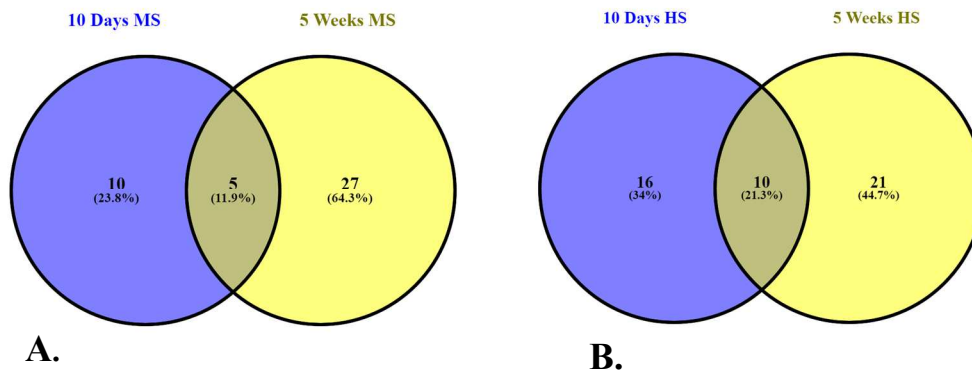 10 Days MS
5 Weeks MS
10
(23.8%)
5
(11.9%)
27
(64.3%)
A.
10 Days HS
5 Weeks HS
16
(34%)
10
(21.3%)
21
(44.7%)
B.